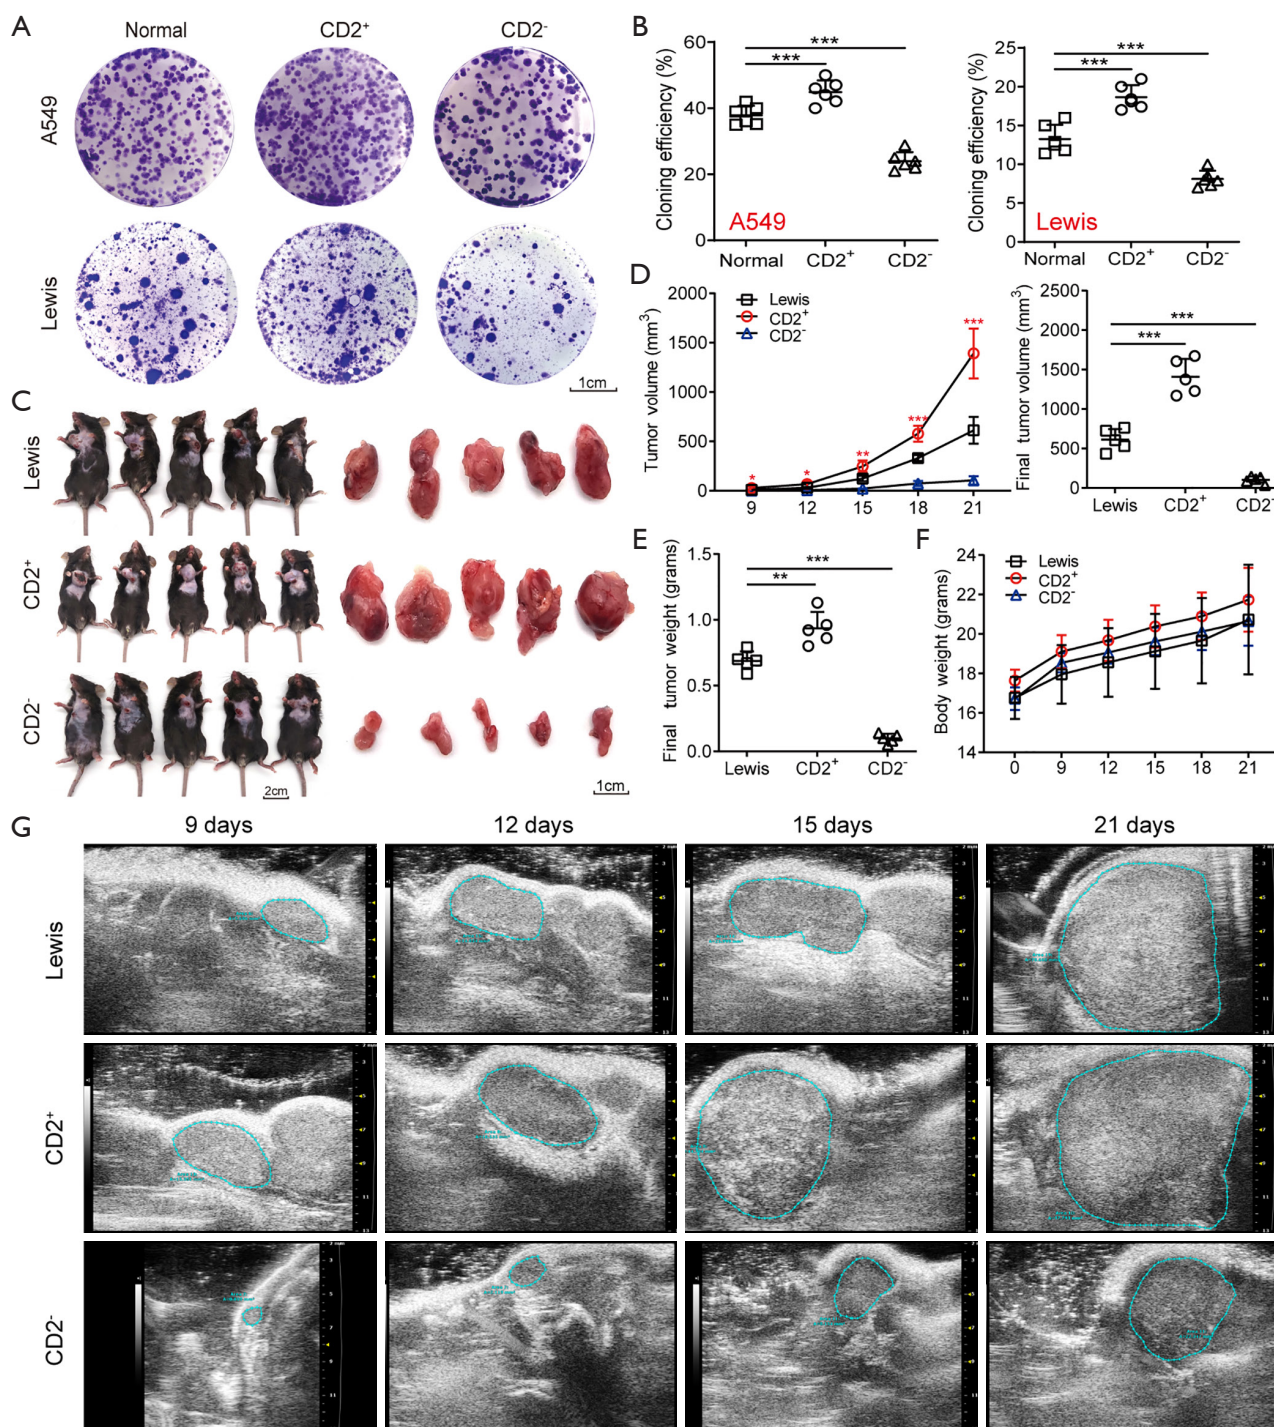 A
Normal
CD2+
CD2-
A549
Lewis
1cm
B
Cloning efficiency (%)
60
40
20
0
***
***
A549
Normal
CD2+
CD2-
Cloning efficiency (%)
25
20
15
10
5
0
***
***
Lewis
Normal
CD2+
CD2-
C
Lewis
CD2+
CD2-
2cm
1cm
D
Tumor volume (mm3)
2000
1500
1000
500
0
Lewis
CD2+
CD2-
*
*
**
***
***
9
12
15
18
21
Final tumor volume (mm3)
2500
2000
1500
1000
500
0
***
***
Lewis
CD2+
CD2-
E
Final tumor weight (grams)
1.5
1.0
0.5
0.0
***
**
Lewis
CD2+
CD2-
F
Body weight (grams)
24
22
20
18
16
14
Lewis
CD2+
CD2-
0
9
12
15
18
21
G
9 days
12 days
15 days
21 days
Lewis
CD2+
CD2-